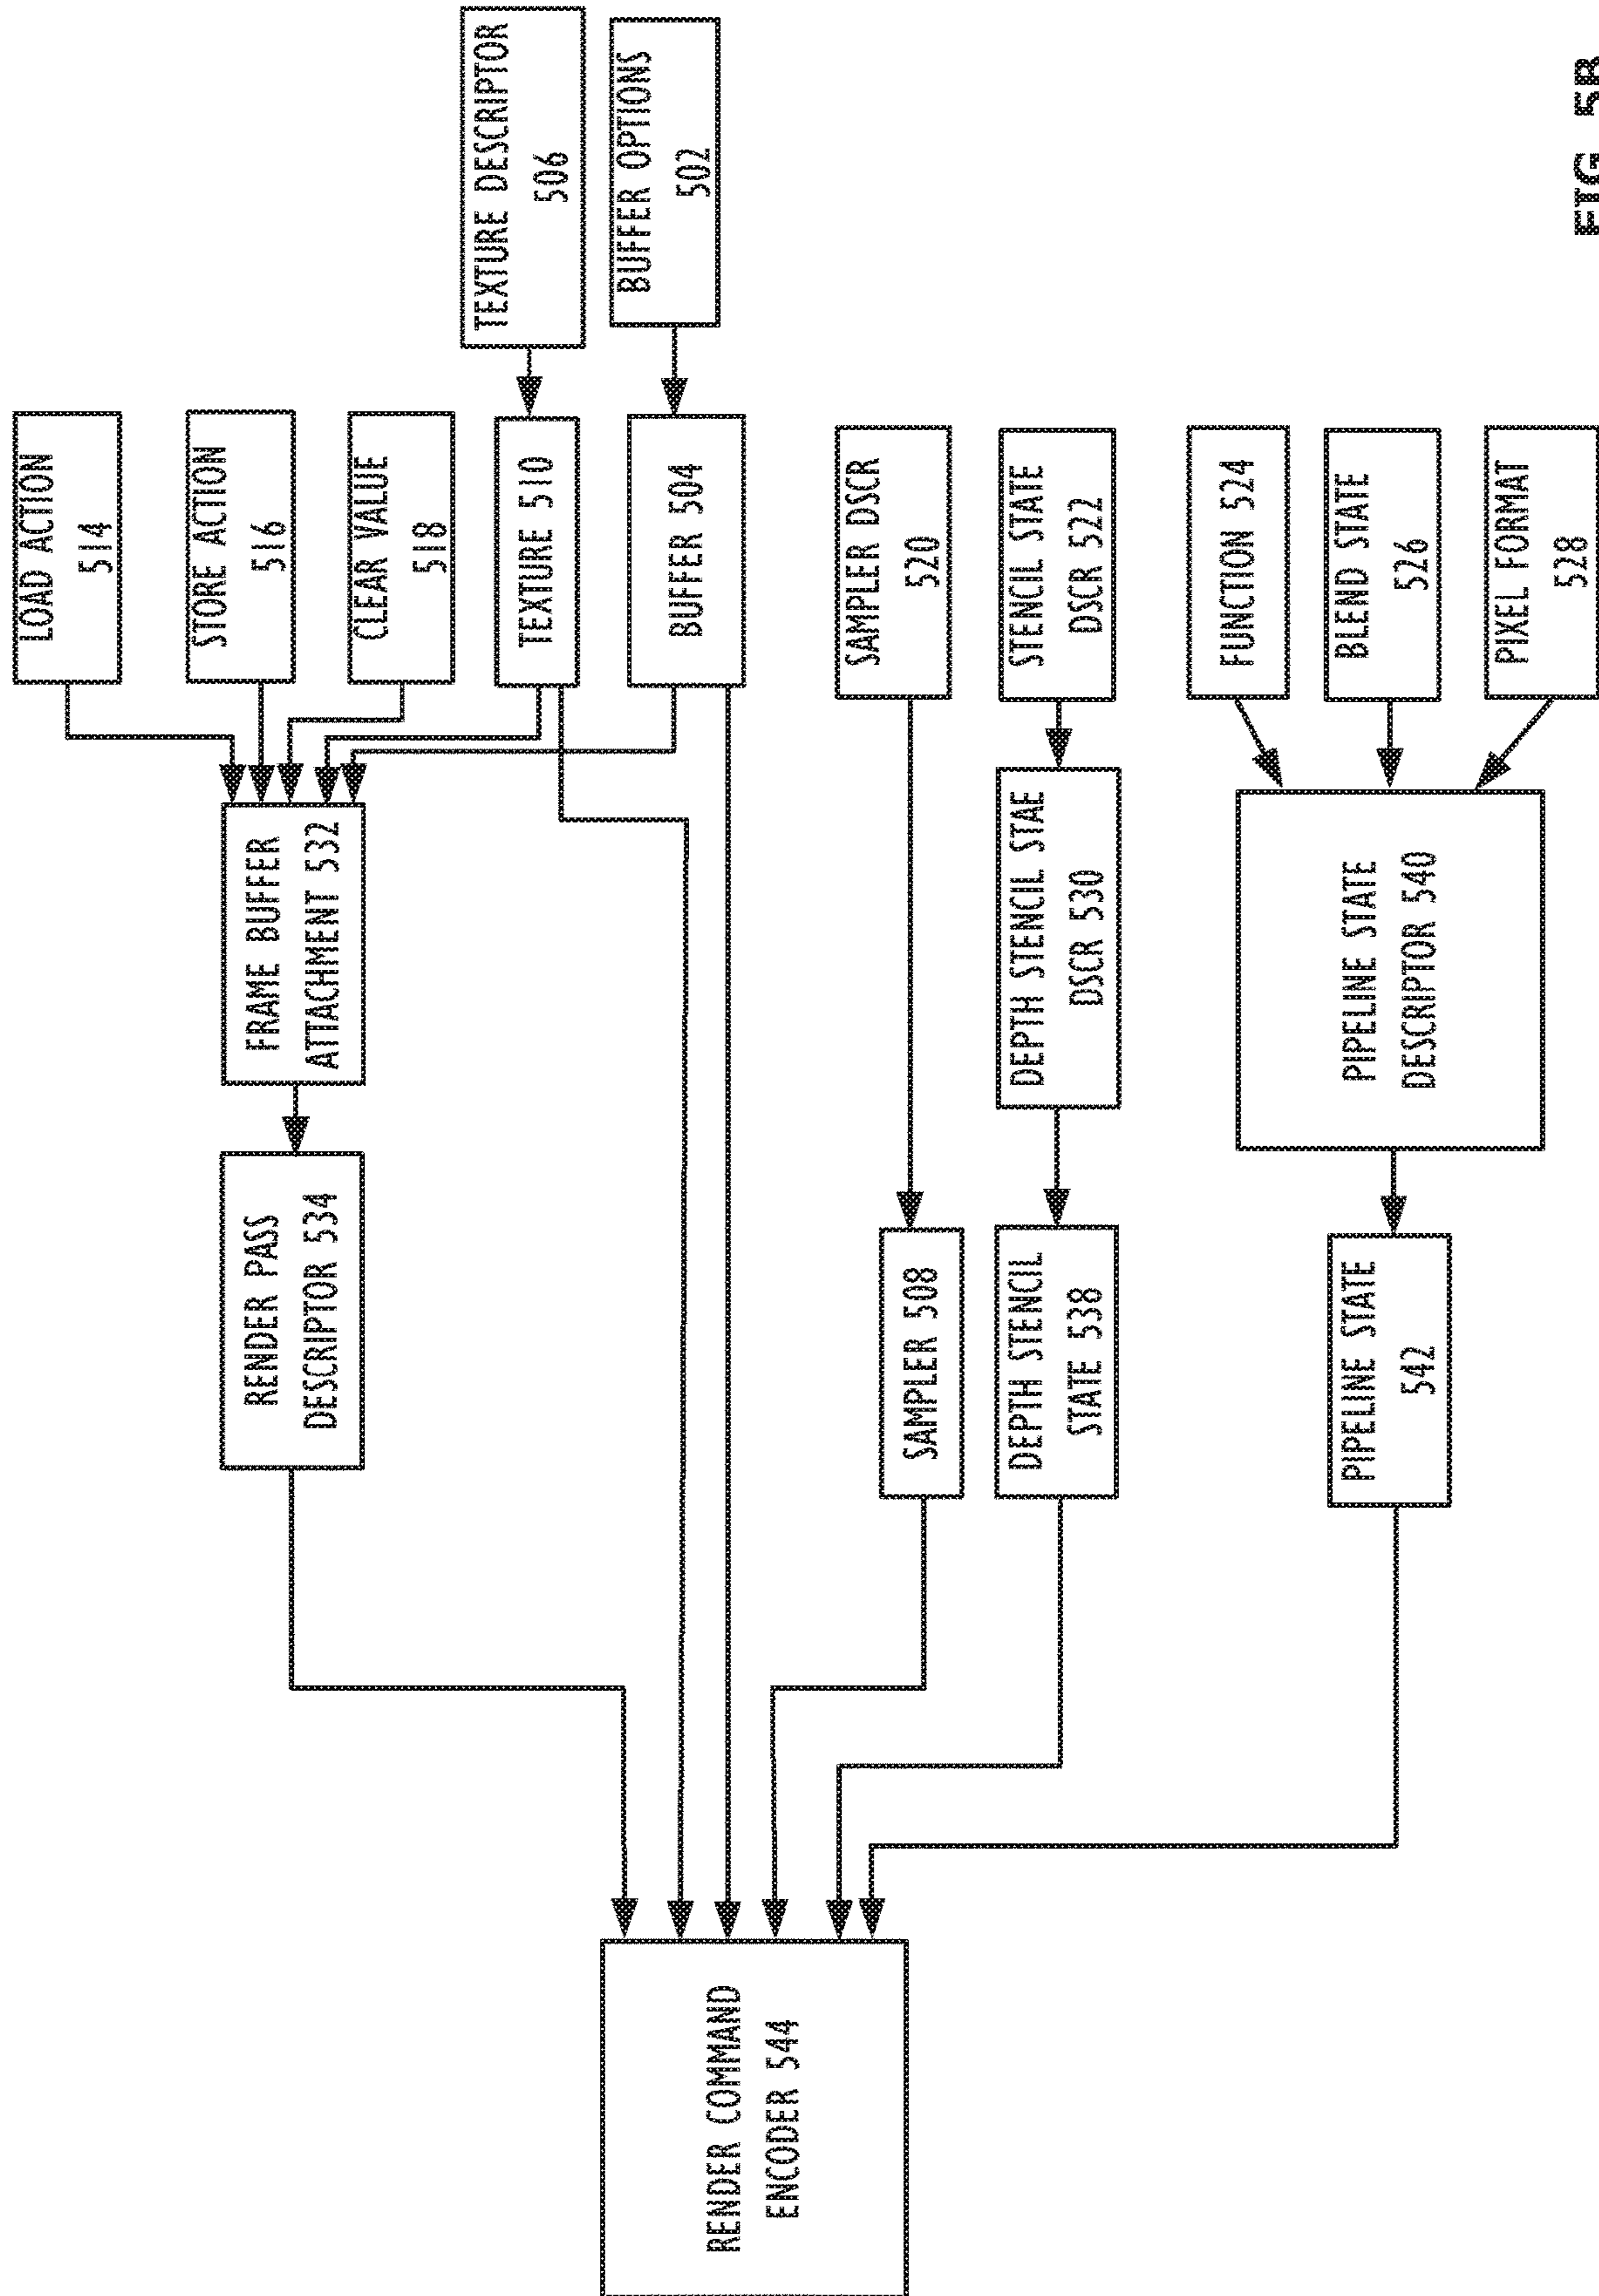 LOAD ACTION
514
STORE ACTION
516
CLEAR VALUE
518
TEXTURE DESCRIPTOR
506
TEXTURE 510
BUFFER OPTIONS
502
BUFFER 504
FRAME BUFFER
ATTACHMENT 532
RENDER PASS
DESCRIPTOR 534
RENDER COMMAND
ENCODER 544
SAMPLER DSCR
520
SAMPLER 508
STENCIL STATE
DSCR 522
DEPTH STENCIL STAE
DSCR 530
DEPTH STENCIL
STATE 538
FUNCTION 524
BLEND STATE
526
PIXEL FORMAT
528
PIPELINE STATE
DESCRIPTOR 540
PIPELINE STATE
542
FIG. 5B